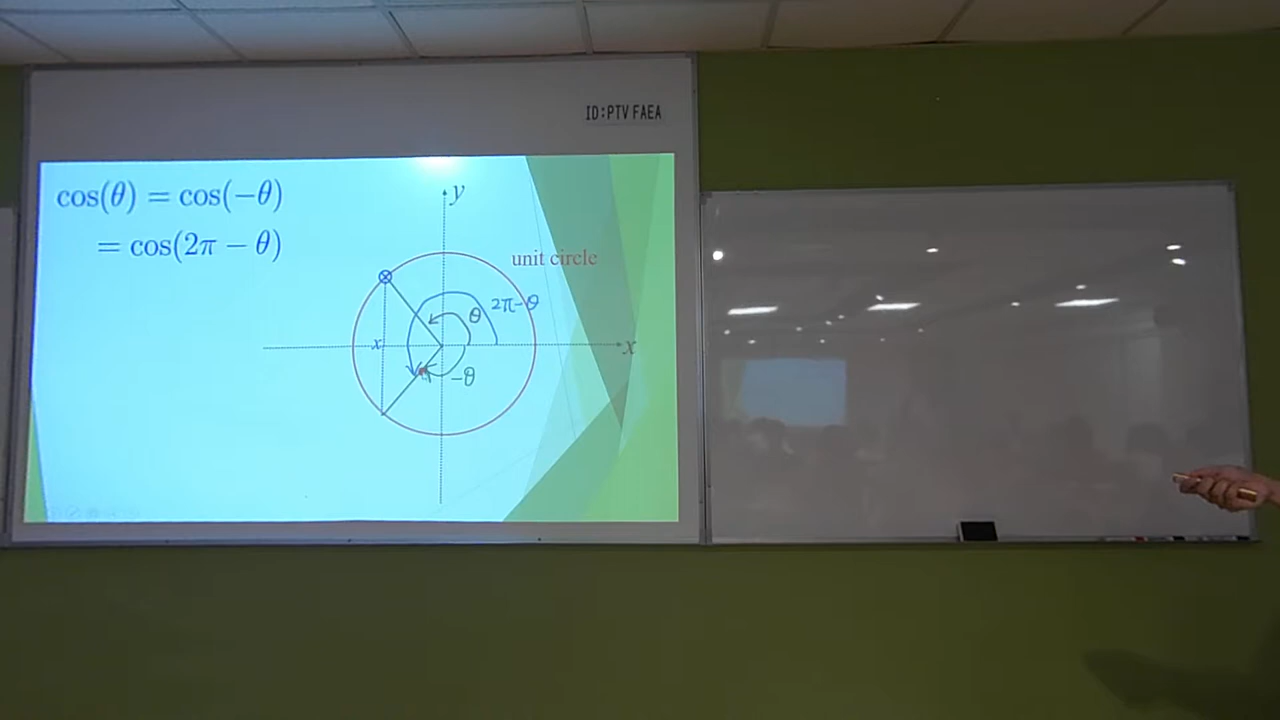 ID:PTV FAEA
cos(θ) = cos(−θ)
= cos(2π − θ)
y
unit circle
2π-θ
θ
x
x
-θ